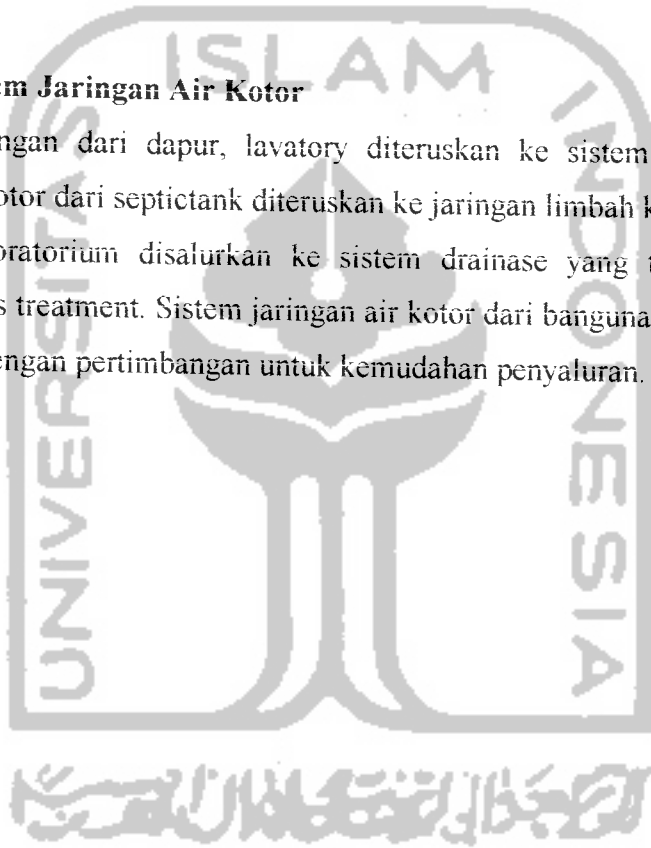 ISLAM
UNIVERSITAS
INDONESIA
em Jaringan Air Kotor
ngan dari dapur, lavatory diteruskan ke sistem
otor dari septictank diteruskan ke jaringan limbah k
oratorium disalurkan ke sistem drainase yang t
s treatment. Sistem jaringan air kotor dari banguna
engan pertimbangan untuk kemudahan penyaluran.